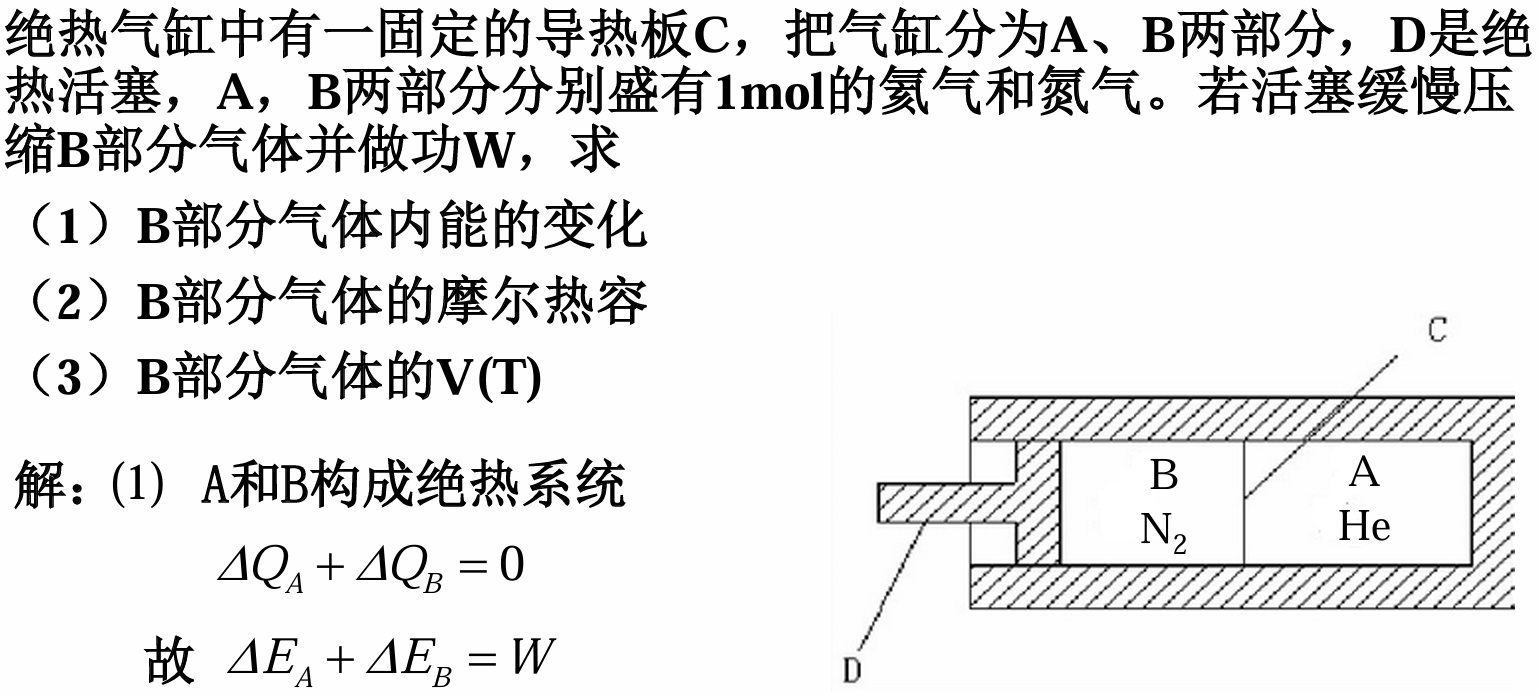 绝热气缸中有一固定的导热板C，把气缸分为A、B两部分，D是绝
热活塞，A，B两部分分别盛有1mol的氦气和氮气。若活塞缓慢压
缩B部分气体并做功W，求
（1）B部分气体内能的变化
（2）B部分气体的摩尔热容
（3）B部分气体的V(T)
解：(1) A和B构成绝热系统
ΔQ_A + ΔQ_B = 0
故 ΔE_A + ΔE_B = W
C
B
A
N₂
He
D